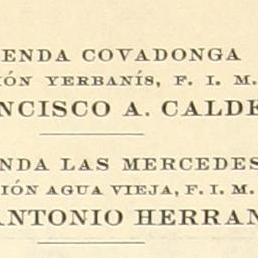 ENDA COVADONGA
IÓN YERBANÍS, F. I. M.
NCISCO A. CALDE
NDA LAS MERCEDES
IÓN AGUA VIEJA, F. I. M.
ANTONIO HERRAN